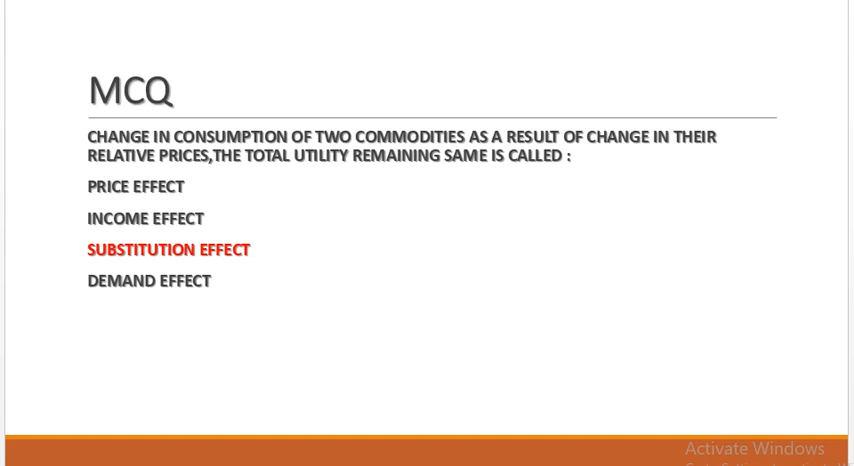 MCQ
CHANGE IN CONSUMPTION OF TWO COMMODITIES AS A RESULT OF CHANGE IN THEIR
RELATIVE PRICES,THE TOTAL UTILITY REMAINING SAME IS CALLED :
PRICE EFFECT
INCOME EFFECT
SUBSTITUTION EFFECT
DEMAND EFFECT
Activate Windows